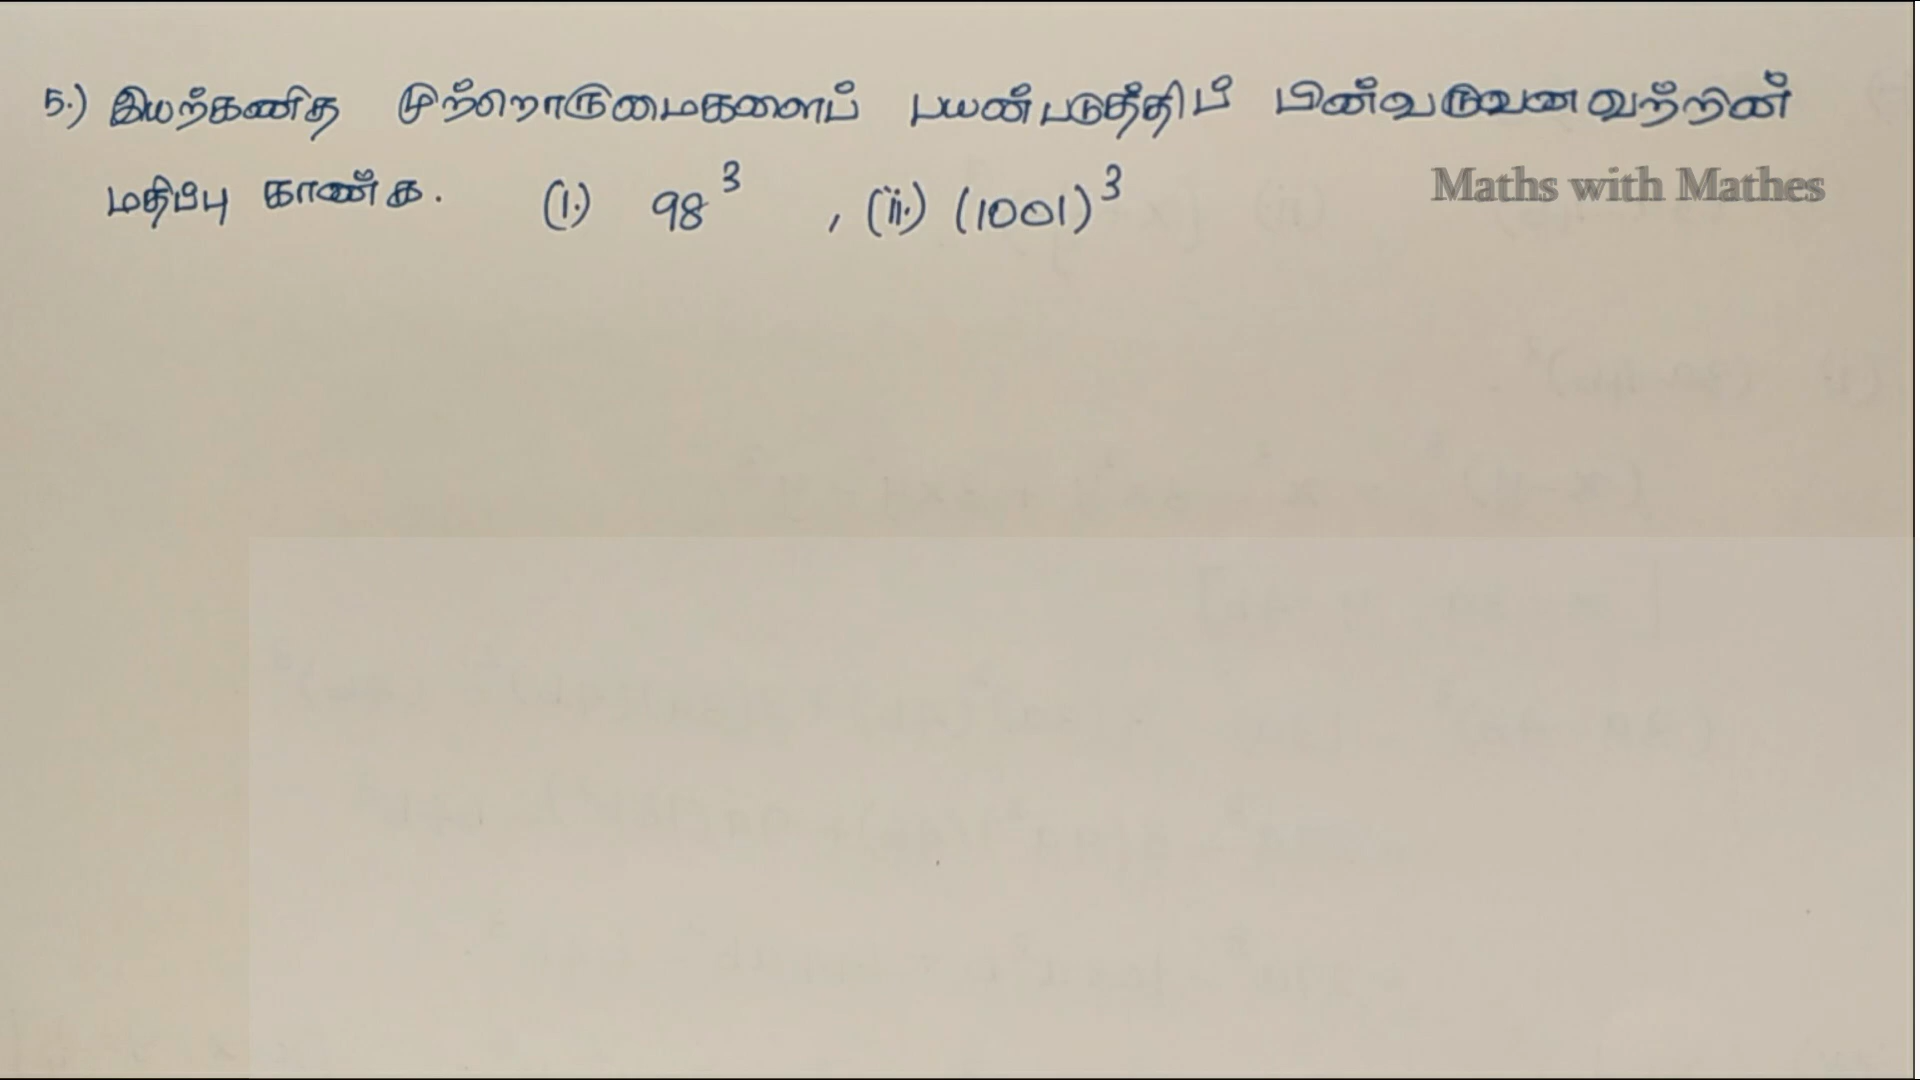 5.) இயற்கணித முற்றொருமைகளைப் பயன்படுத்திப் பின்வருவனவற்றின்
மதிப்பு காண்க. (i.) 98³ , (ii.) (1001)³
Maths with Mathes